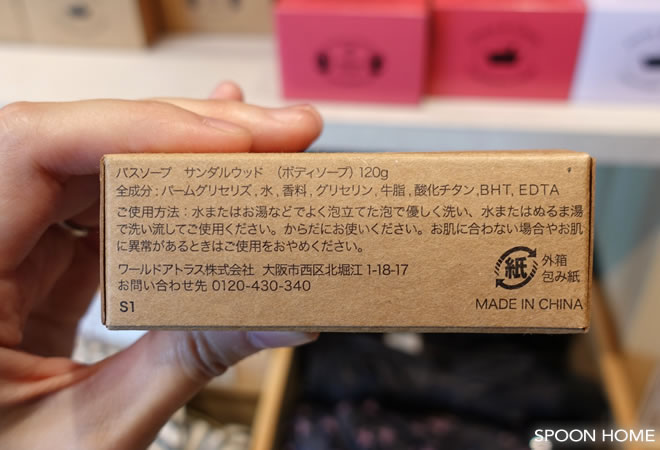 バスソープ サンダルウッド (ボディソープ) 120g
全成分：パームグリセリズ, 水, 香料, グリセリン, 牛脂, 酸化チタン, BHT, EDTA
ご使用方法：水またはお湯などでよく泡立てた泡で優しく洗い、水またはぬるま湯
で洗い流してご使用ください。からだにお使いください。お肌に合わない場合やお肌
に異常があるときはご使用をおやめください。
ワールドアトラス株式会社 大阪市西区北堀江 1-18-17
お問い合わせ先 0120-430-340
S1
紙
外箱
包み紙
MADE IN CHINA
SPOON HOME